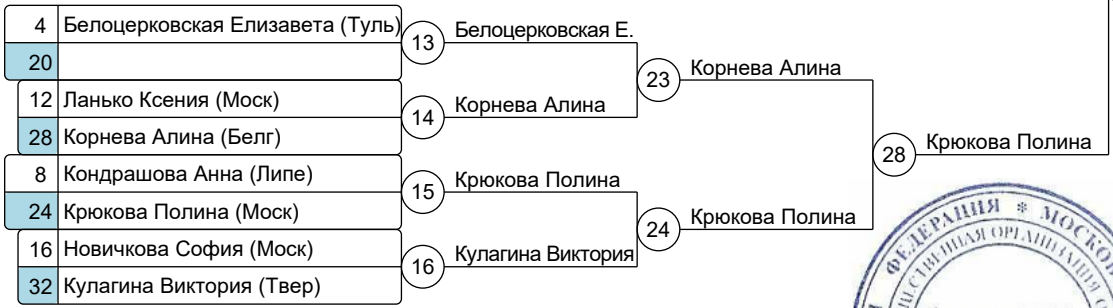 4 Белоцерковская Елизавета (Туль)
20
12 Ланько Ксения (Моск)
28 Корнева Алина (Белг)
8 Кондрашова Анна (Липе)
24 Крюкова Полина (Моск)
16 Новичкова София (Моск)
32 Кулагина Виктория (Твер)
13 Белоцерковская Е.
14 Корнева Алина
15 Крюкова Полина
16 Кулагина Виктория
23 Корнева Алина
24 Крюкова Полина
28 Крюкова Полина
ФЕДЕРАЦИЯ *